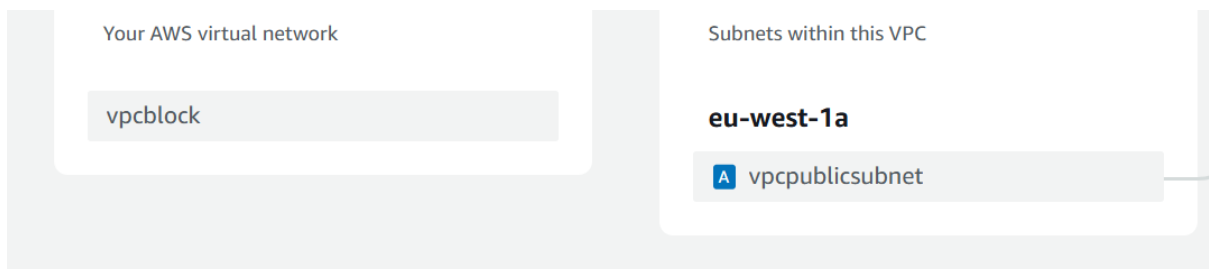 Your AWS virtual network
vpcblock
Subnets within this VPC
eu-west-1a
A vpcpublicsubnet